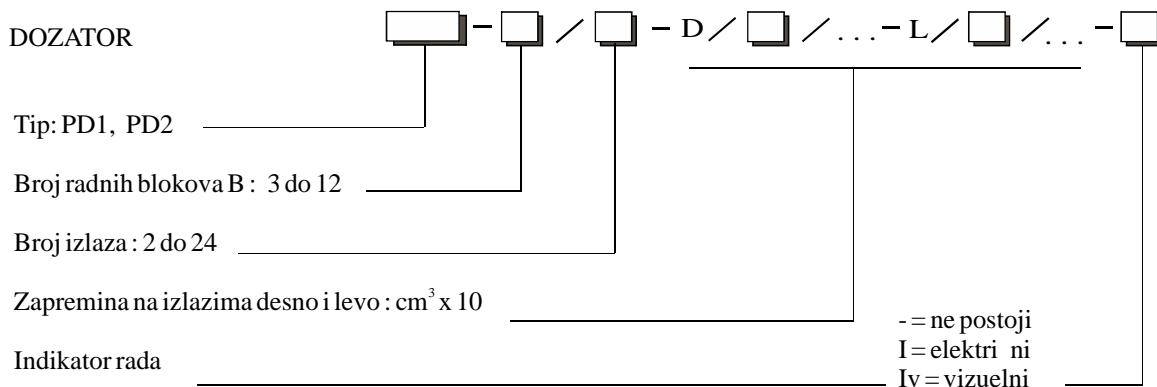 DOZATOR – / – D / / ... – L / / ... –
Tip: PD1, PD2
Broj radnih blokova B : 3 do 12
Broj izlaza : 2 do 24
Zapremina na izlazima desno i levo : cm³ x 10
- = ne postoji
Indikator rada
I = elektri ni
Iv = vizuelni